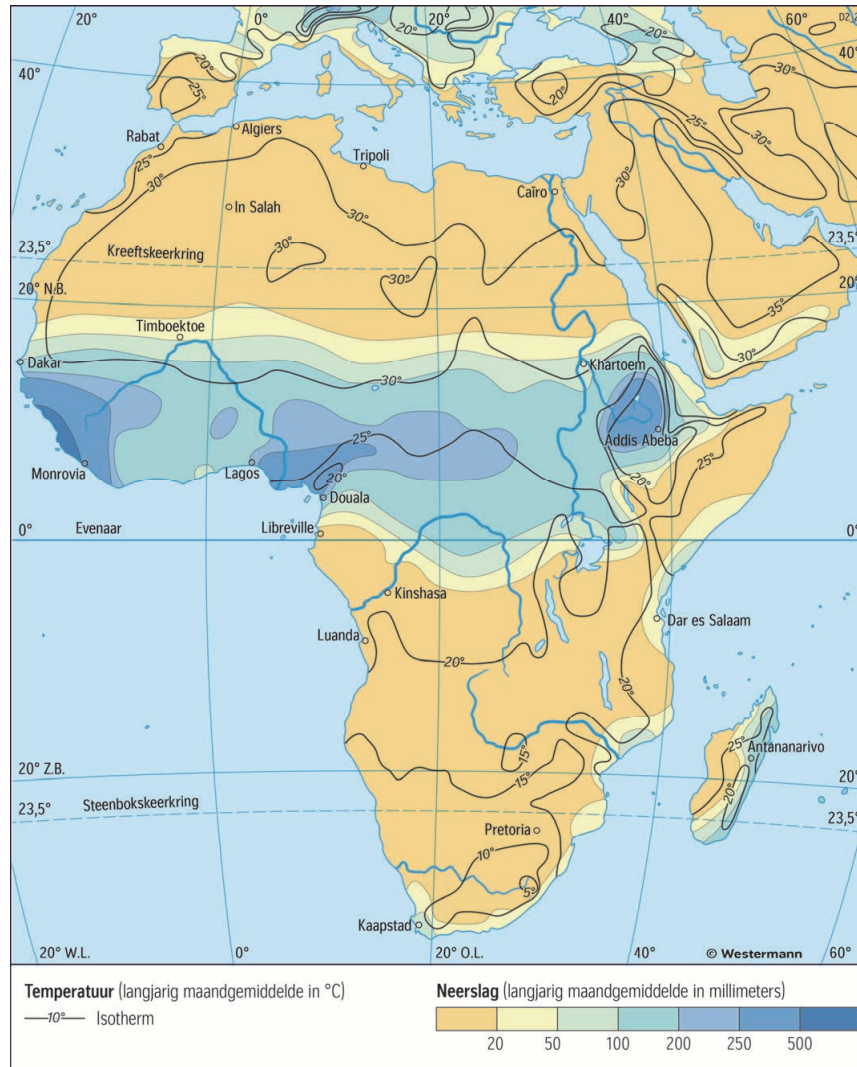 20° 0° 20° 40° 60° D2.2
20° 20° 20°
40° 20° 40°
25° 20° 30°
25° 30°
Algiers
Rabat
25° Tripoli
30° 30° Caïro
In Salah 30°
23,5° Kreeftskeerkring 30° 23,5°
30°
20° N.B. 35° 20°
Timboektoe
Dakar 30° Khartoem 30°
25° Addis Abeba 25°
Monrovia Lagos 20° 20°
Douala
0° Evenaar Libreville 0°
Kinshasa
Dar es Salaam
Luanda
20° 20°
25° Antananarivo
20° Z.B. 15° 15° 20° 20°
23,5° Steenbokskeerkring 23,5°
Pretoria
10°
5°
Kaapstad
20° W.L. 0° 20° O.L. 40° © Westermann 60°
Temperatuur (langjarig maandgemiddelde in °C)
10° Isotherm
Neerslag (langjarig maandgemiddelde in millimeters)
20 50 100 200 250 500